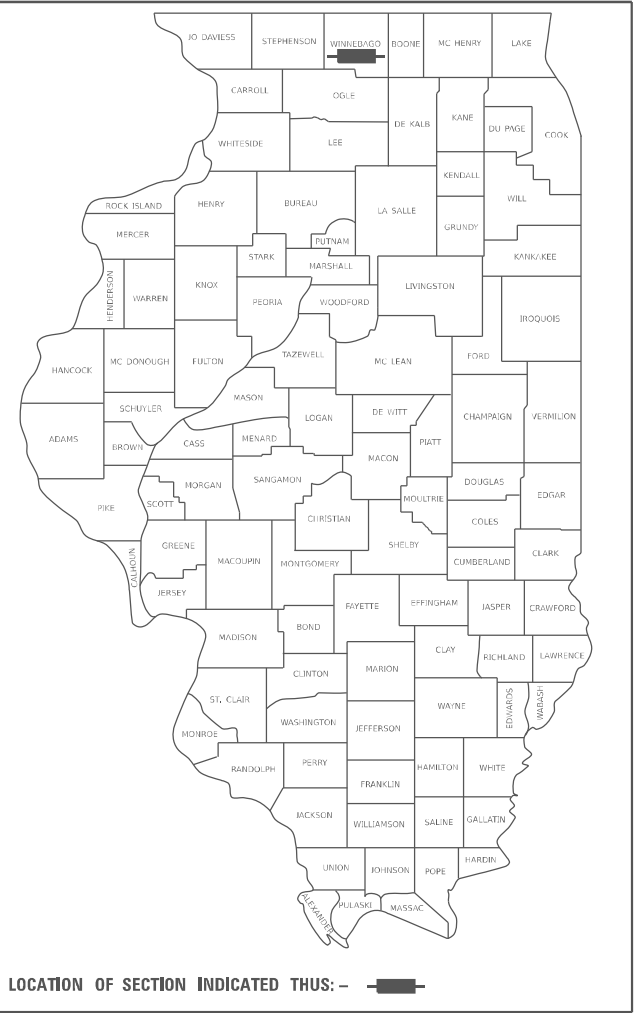 JO DAVIESS
STEPHENSON
WINNEBAGO
BOONE
MC HENRY
LAKE
CARROLL
OGLE
DE KALB
KANE
DU PAGE
COOK
WHITESIDE
LEE
KENDALL
WILL
ROCK ISLAND
HENRY
BUREAU
LA SALLE
GRUNDY
MERCER
PUTNAM
STARK
MARSHALL
KANKAKEE
HENDERSON
WARREN
KNOX
PEORIA
WOODFORD
LIVINGSTON
IROQUOIS
HANCOCK
MC DONOUGH
FULTON
TAZEWELL
MC LEAN
FORD
SCHUYLER
MASON
LOGAN
DE WITT
CHAMPAIGN
VERMILION
ADAMS
BROWN
CASS
MENARD
MACON
PIATT
PIKE
SCOTT
MORGAN
SANGAMON
CHRISTIAN
MOULTRIE
DOUGLAS
EDGAR
COLES
CALHOUN
GREENE
MACOUPIN
MONTGOMERY
SHELBY
CUMBERLAND
CLARK
JERSEY
FAYETTE
EFFINGHAM
JASPER
CRAWFORD
MADISON
BOND
CLAY
RICHLAND
LAWRENCE
CLINTON
MARION
ST. CLAIR
WAYNE
EDWARDS
WABASH
MONROE
WASHINGTON
JEFFERSON
RANDOLPH
PERRY
HAMILTON
WHITE
FRANKLIN
JACKSON
WILLIAMSON
SALINE
GALLATIN
UNION
JOHNSON
POPE
HARDIN
ALEXANDER
PULASKI
MASSAC
LOCATION OF SECTION INDICATED THUS: –